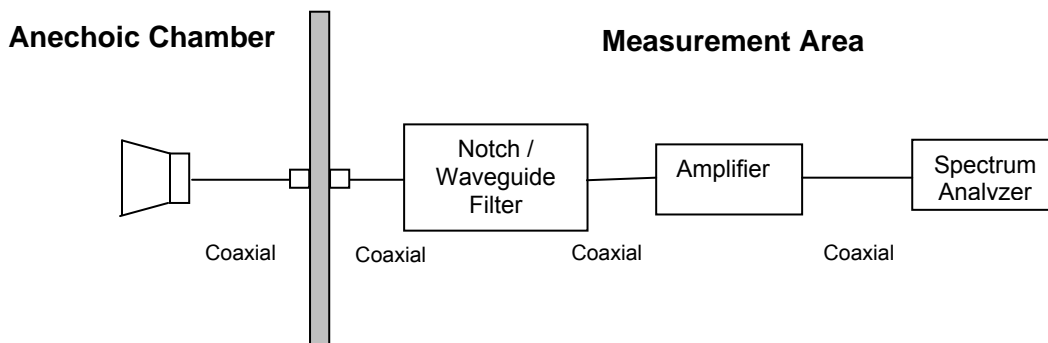 Anechoic Chamber
Measurement Area
Notch /
Waveguide
Filter
Amplifier
Spectrum
Analvzer
Coaxial
Coaxial
Coaxial
Coaxial